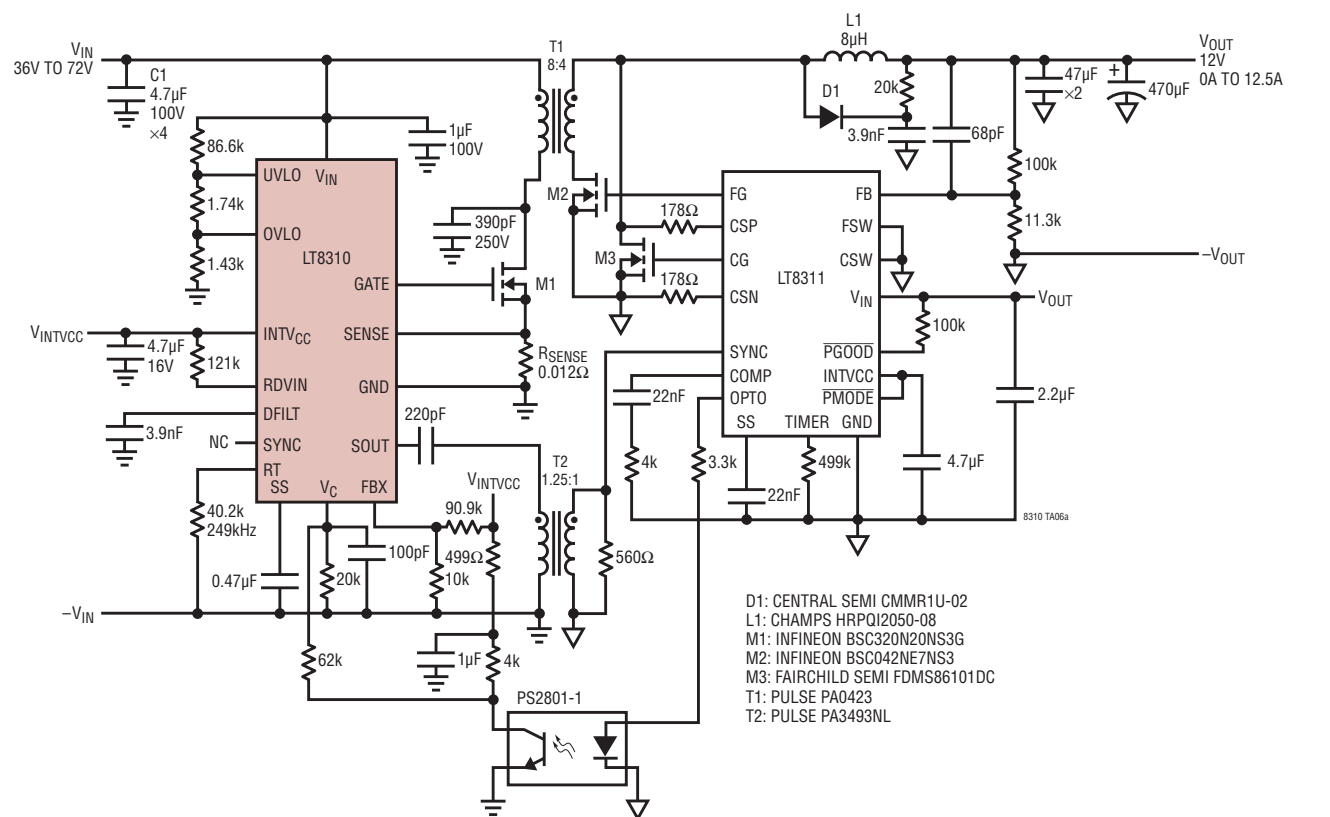 VIN
36V TO 72V
C1
4.7µF
100V
×4
T1
8:4
L1
8µH
VOUT
12V
0A TO 12.5A
47µF
×2
+
470µF
20k
D1
3.9nF
68pF
1µF
100V
86.6k
UVLO
VIN
1.74k
OVLO
1.43k
LT8310
GATE
390pF
250V
M1
M2
M3
178Ω
178Ω
FG
CSP
CG
CSN
LT8311
FB
FSW
CSW
VIN
100k
11.3k
–VOUT
VOUT
100k
VINTVCC
4.7µF
16V
121k
INTVCC
SENSE
RSENSE
0.012Ω
RDVIN
GND
SYNC
COMP
OPTO
PGOOD
INTVCC
PMODE
2.2µF
DFILT
3.9nF
NC
SYNC
SOUT
220pF
22nF
SS
TIMER
GND
RT
SS
VC
FBX
VINTVCC
T2
1.25:1
4k
3.3k
499k
4.7µF
22nF
40.2k
249kHz
90.9k
100pF
499Ω
560Ω
8310 TA06a
0.47µF
20k
10k
–VIN
62k
1µF
4k
PS2801-1
D1: CENTRAL SEMI CMMR1U-02
L1: CHAMPS HRPQI2050-08
M1: INFINEON BSC320N20NS3G
M2: INFINEON BSC042NE7NS3
M3: FAIRCHILD SEMI FDMS86101DC
T1: PULSE PA0423
T2: PULSE PA3493NL